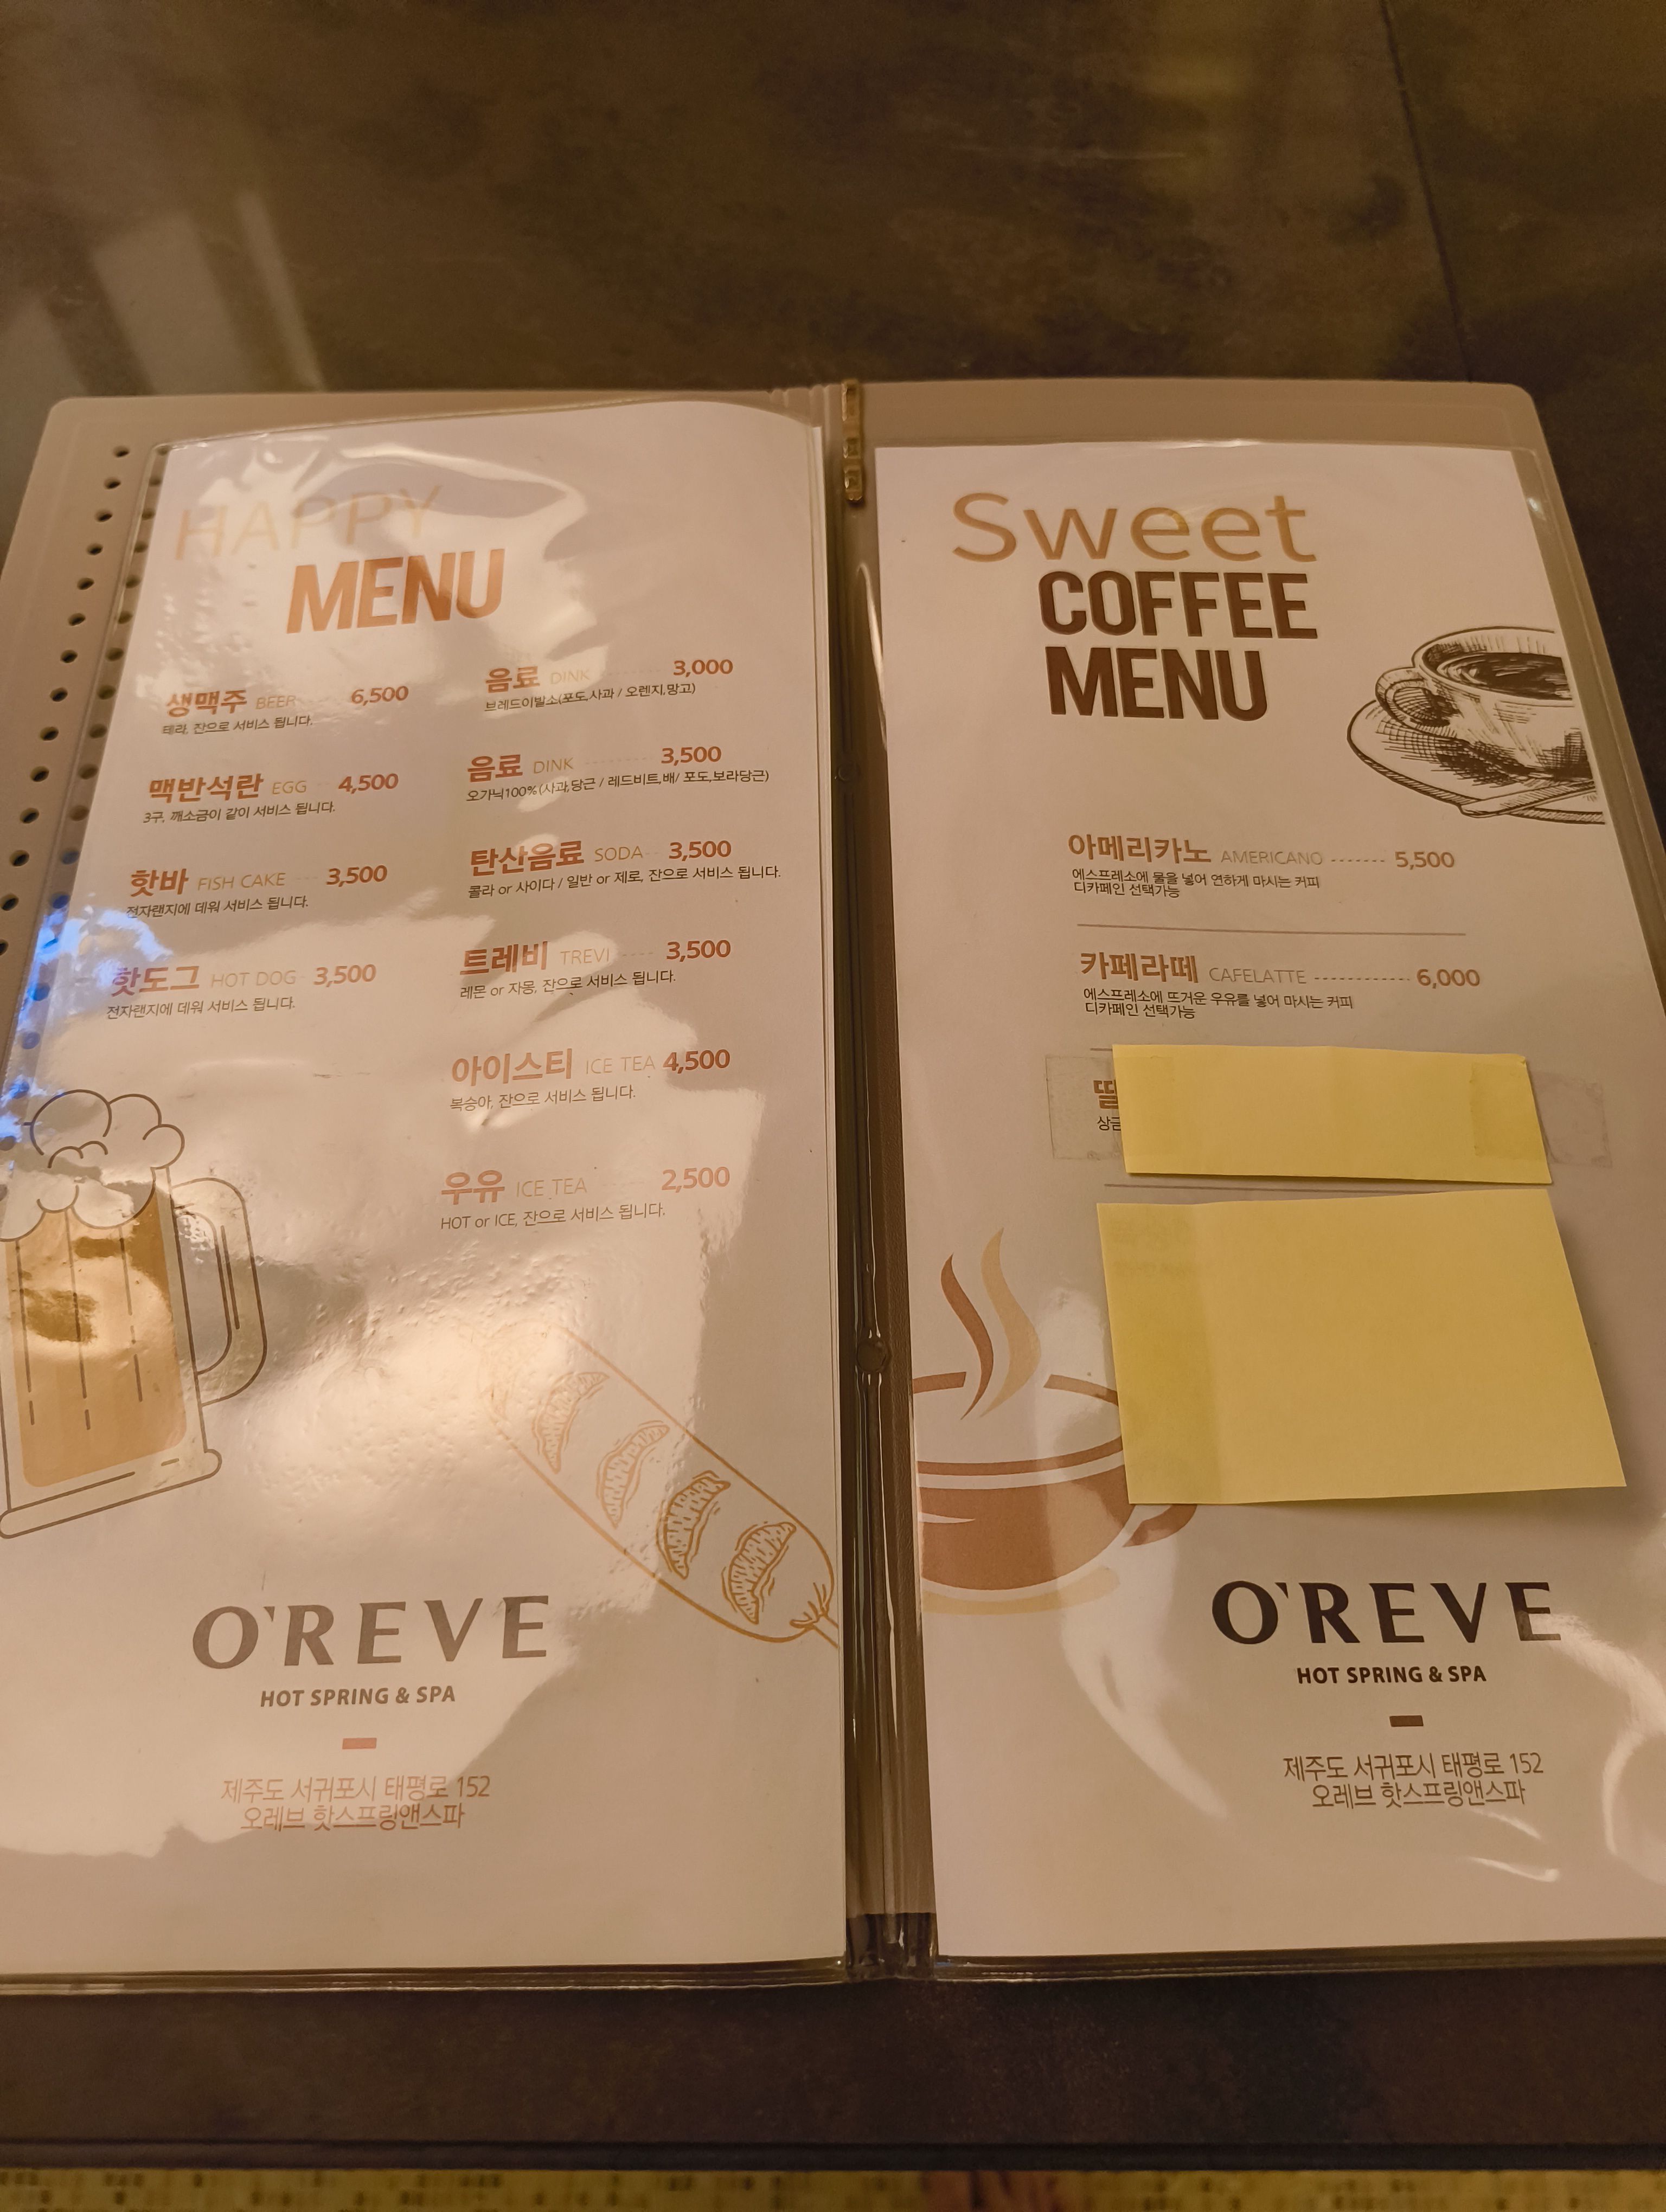 HAPPY
MENU
생맥주 BEER 6,500
테라, 잔으로 서비스 됩니다.
맥반석란 EGG 4,500
3구, 깨소금이 같이 서비스 됩니다.
핫바 FISH CAKE 3,500
전자랜지에 데워 서비스 됩니다.
핫도그 HOT DOG 3,500
전자랜지에 데워 서비스 됩니다.
음료 DINK 3,000
브레드이발소(포도,사과 / 오렌지,망고)
음료 DINK 3,500
오가닉100%(사과,당근 / 레드비트,배/ 포도,보라당근)
탄산음료 SODA 3,500
콜라 or 사이다 / 일반 or 제로, 잔으로 서비스 됩니다.
트레비 TREVI 3,500
레몬 or 자몽, 잔으로 서비스 됩니다.
아이스티 ICE TEA 4,500
복숭아, 잔으로 서비스 됩니다.
우유 ICE TEA 2,500
HOT or ICE, 잔으로 서비스 됩니다.
O'REVE
HOT SPRING & SPA
제주도 서귀포시 태평로 152
오레브 핫스프링앤스파
Sweet
COFFEE
MENU
아메리카노 AMERICANO ------- 5,500
에스프레소에 물을 넣어 연하게 마시는 커피
디카페인 선택가능
카페라떼 CAFELATTE ------------ 6,000
에스프레소에 뜨거운 우유를 넣어 마시는 커피
디카페인 선택가능
딸
상큼
O'REVE
HOT SPRING & SPA
제주도 서귀포시 태평로 152
오레브 핫스프링앤스파